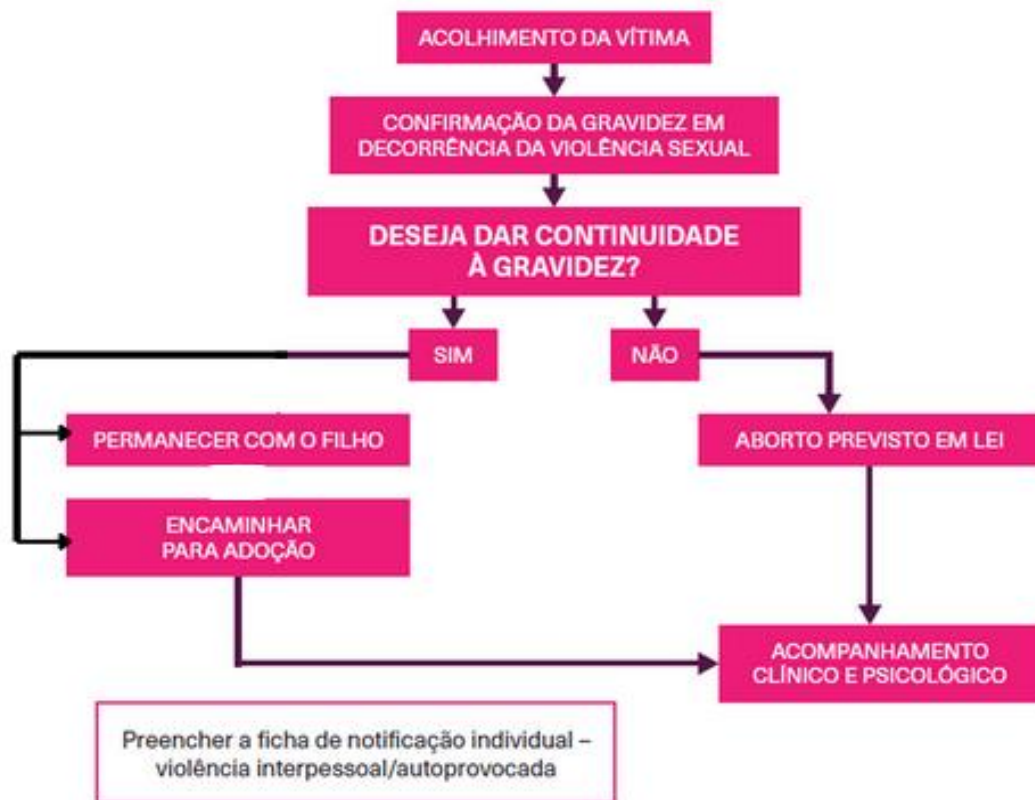 ACOLHIMENTO DA VÍTIMA
CONFIRMAÇÃO DA GRAVIDEZ EM
DECORRÊNCIA DA VIOLÊNCIA SEXUAL
DESEJA DAR CONTINUIDADE
À GRAVIDEZ?
SIM
NÃO
PERMANECER COM O FILHO
ABORTO PREVISTO EM LEI
ENCAMINHAR
PARA ADOÇÃO
ACOMPANHAMENTO
CLÍNICO E PSICOLÓGICO
Preencher a ficha de notificação individual –
violência interpessoal/autoprovocada